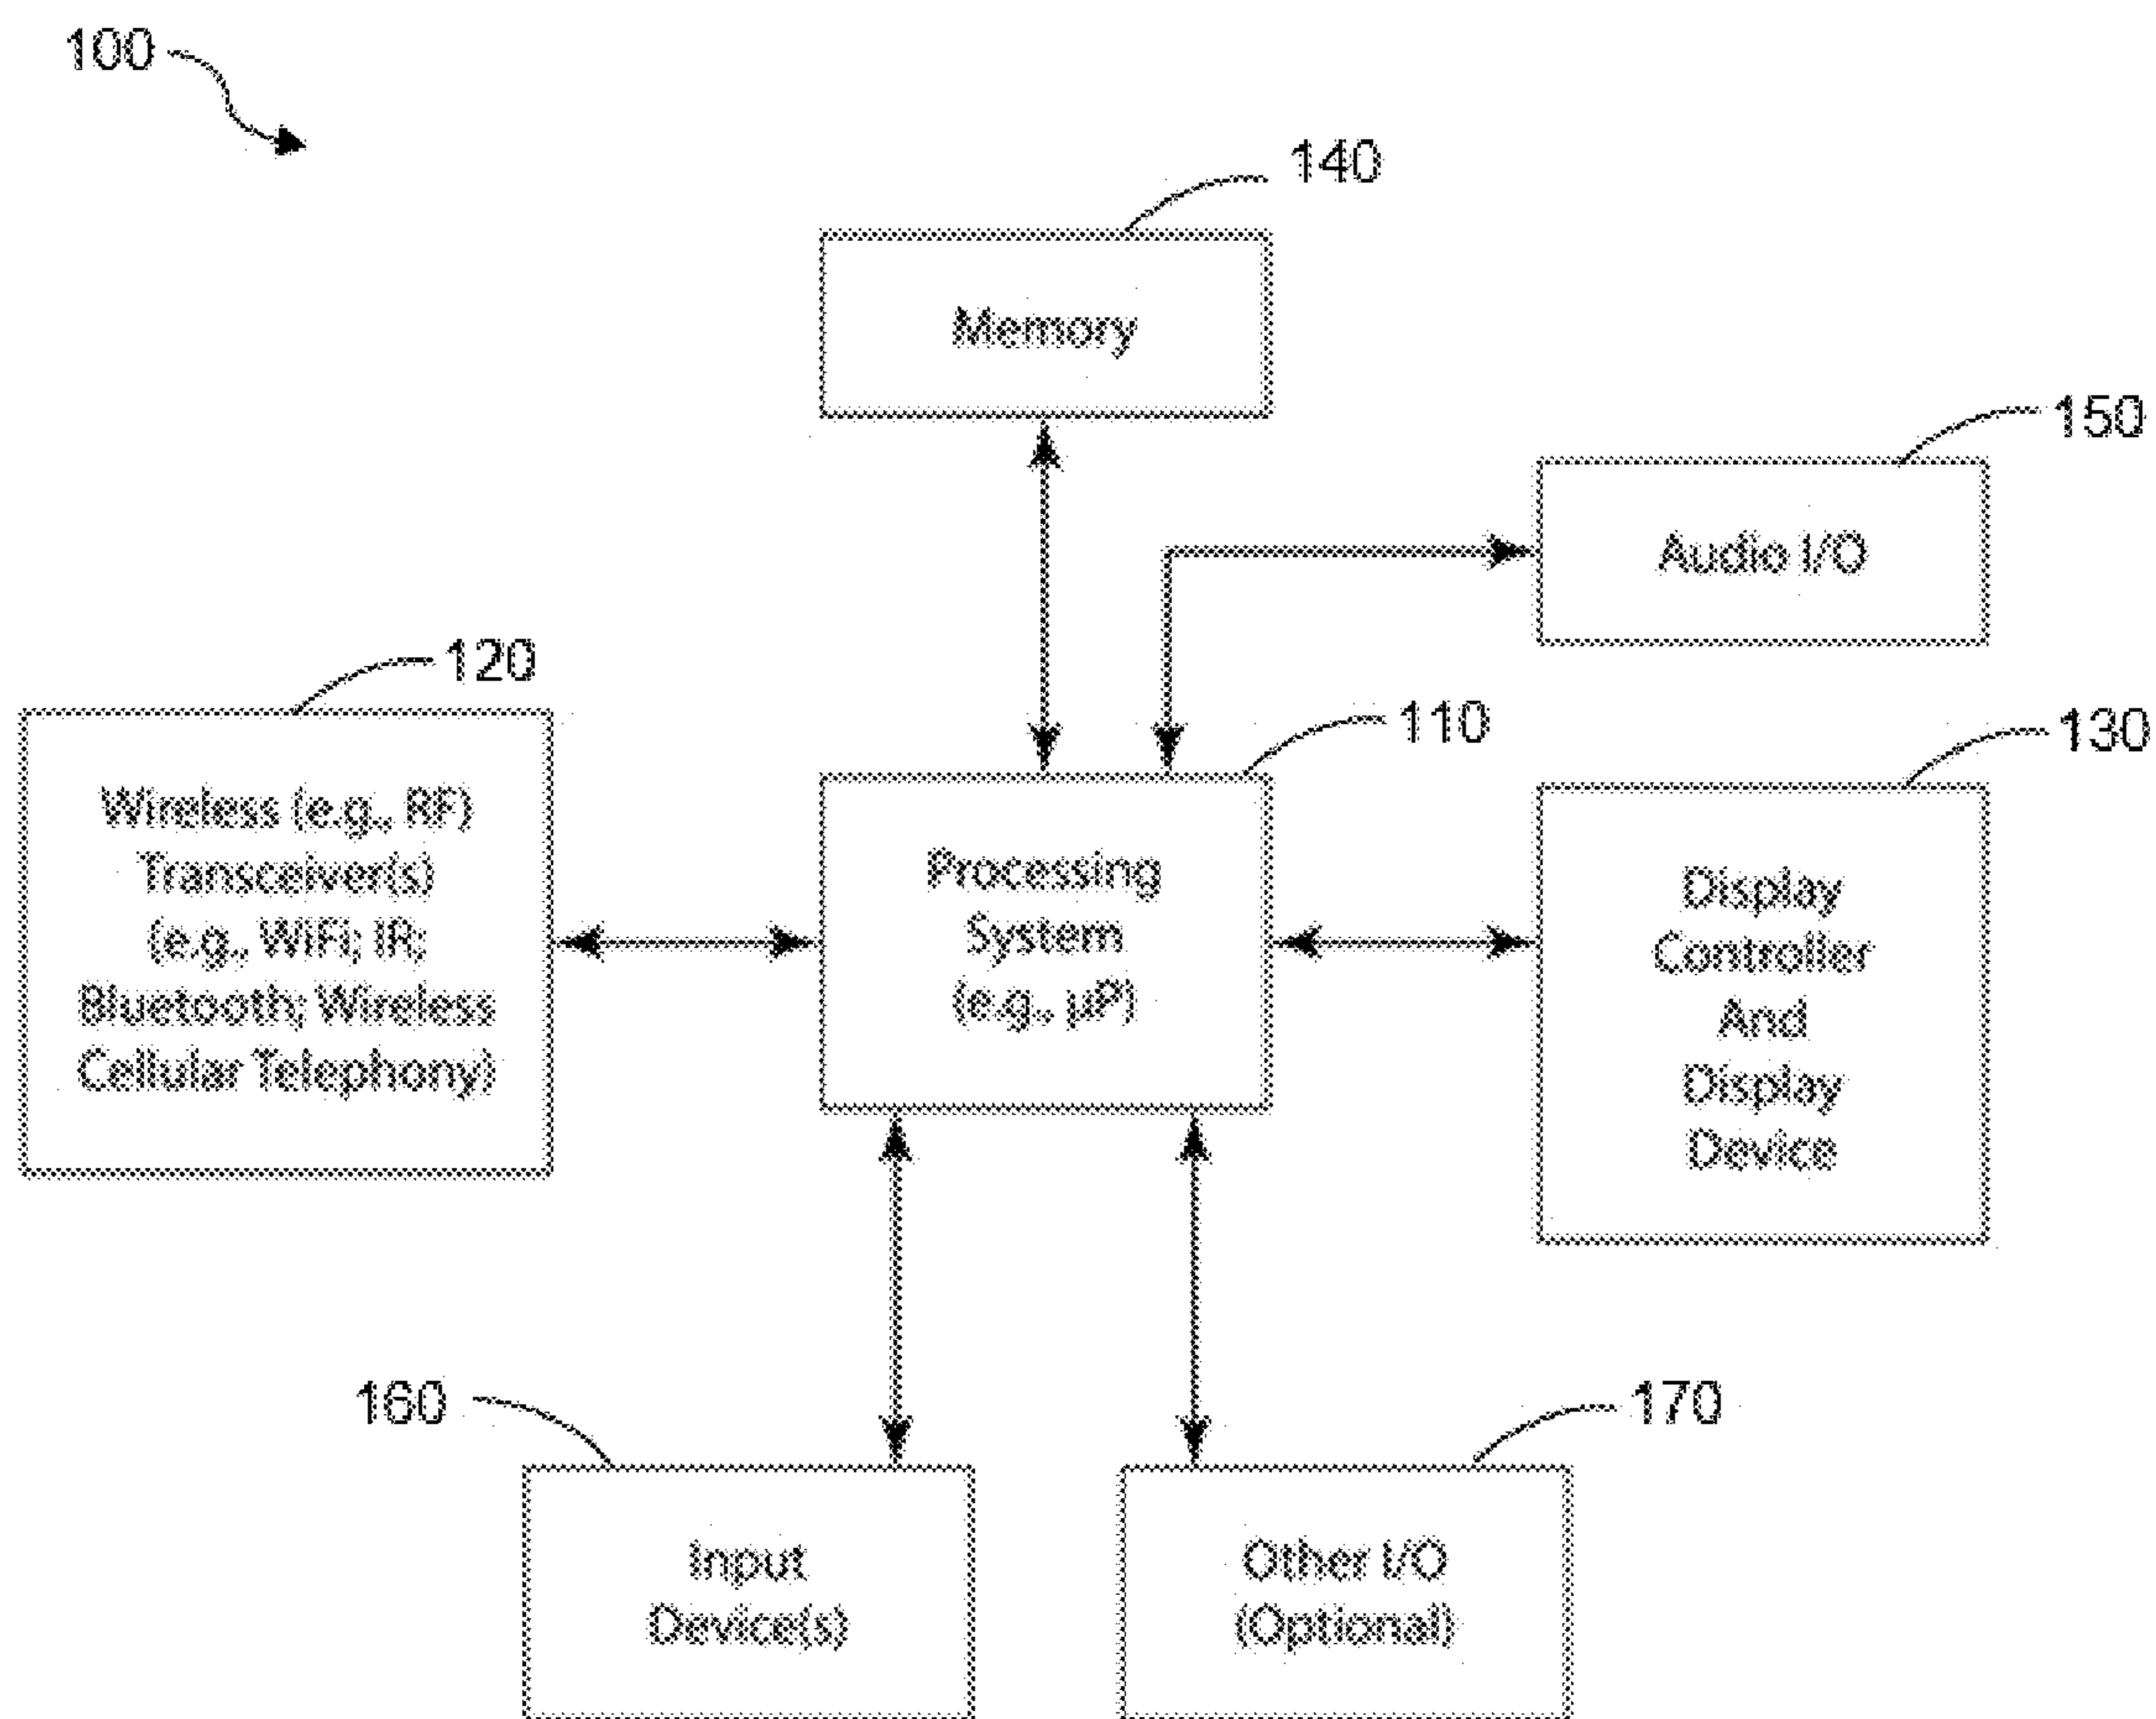 100
140
Memory
150
Audio I/O
120
110
130
Wireless (e.g., RF)
Transceiver(s)
(e.g., WiFi; IR;
Bluetooth; Wireless
Cellular Telephony)
Processing
System
(e.g., µP)
Display
Controller
And
Display
Device
160
170
Input
Device(s)
Other I/O
(Optional)